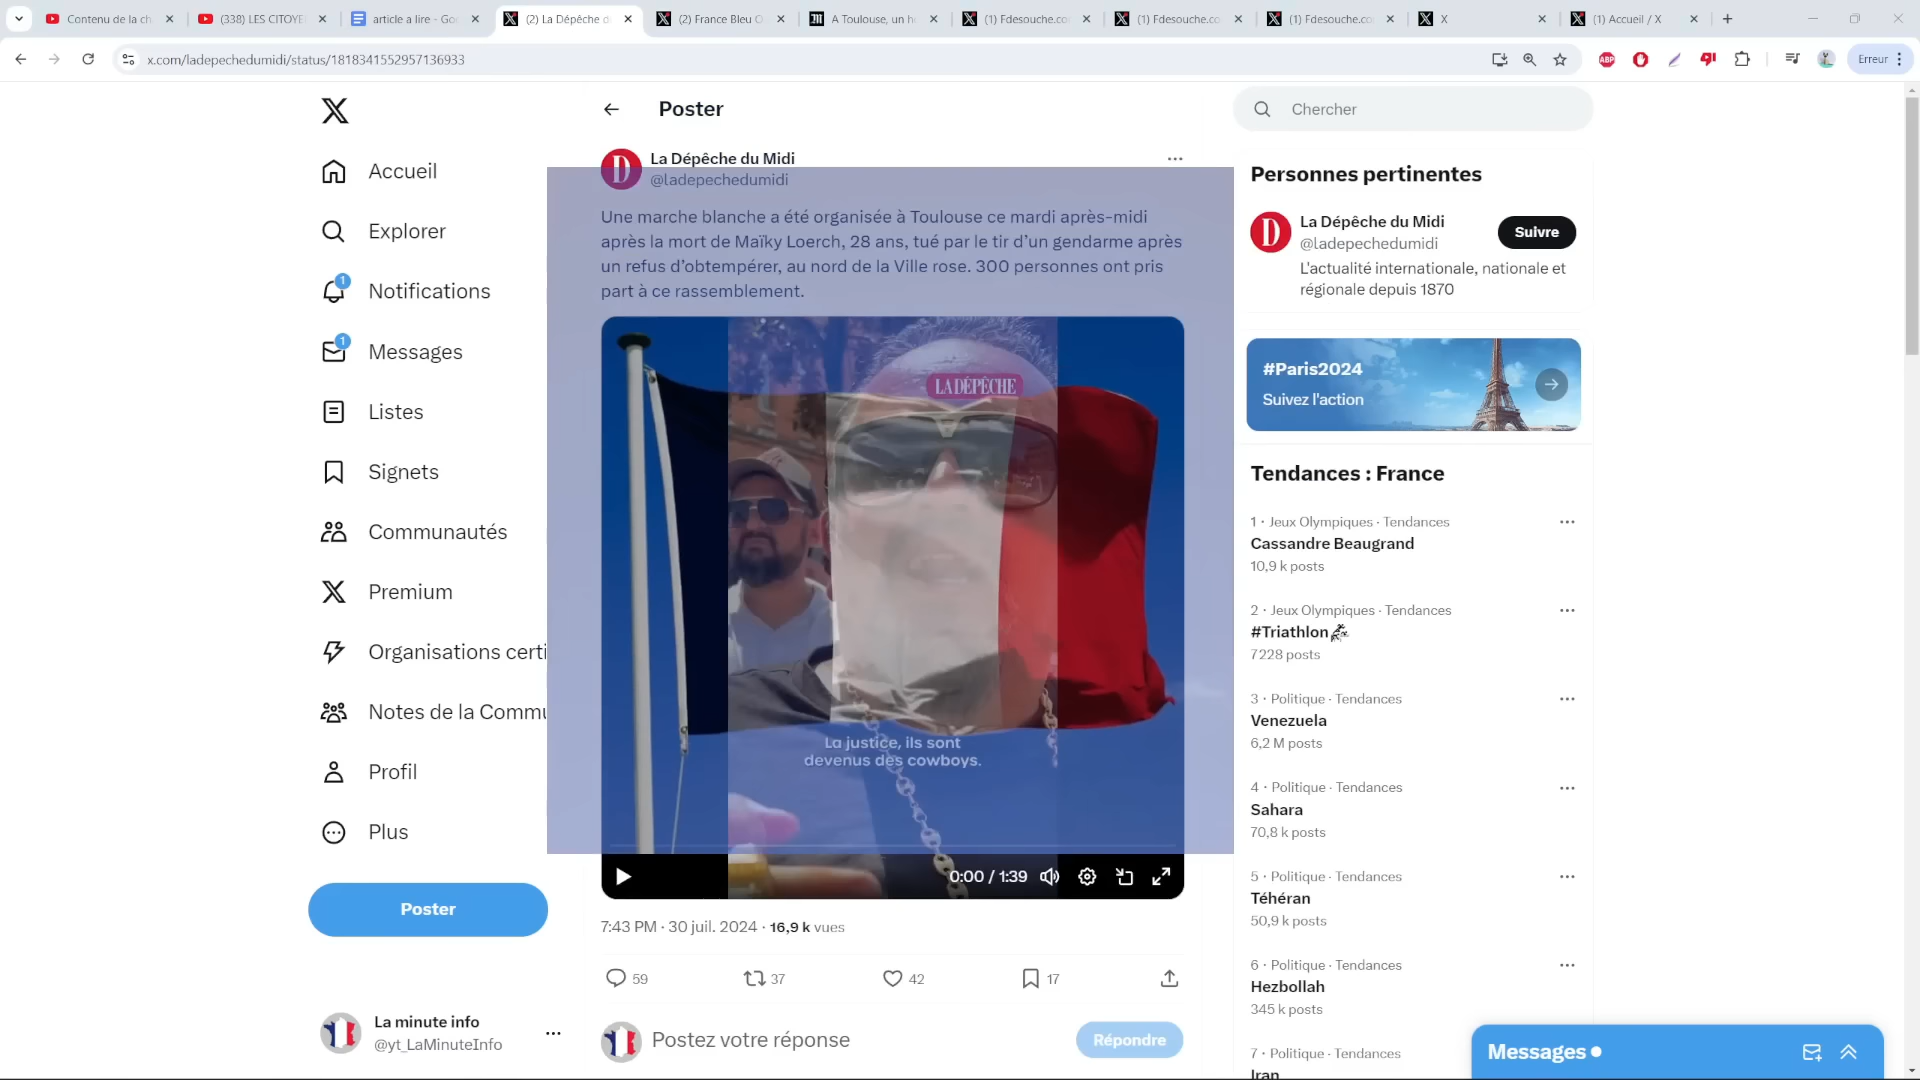 Contenu de la ch
(338) LES CITOYE
article a lire - Go
(2) La Dépêche d
(2) France Bleu O
A Toulouse, un h
(1) Fdesouche.co
(1) Fdesouche.co
(1) Fdesouche.co
X
(1) Accueil / X
x.com/ladepechedumidi/status/1818341552957136933
ABP
Erreur
Accueil
Explorer
1
Notifications
1
Messages
Listes
Signets
Communautés
Premium
Organisations certi
Notes de la Commu
Profil
Plus
Poster
La minute info
@yt_LaMinuteInfo
Poster
D
La Dépêche du Midi
@ladepechedumidi
Une marche blanche a été organisée à Toulouse ce mardi après-midi
après la mort de Maïky Loerch, 28 ans, tué par le tir d’un gendarme après
un refus d’obtempérer, au nord de la Ville rose. 300 personnes ont pris
part à ce rassemblement.
LA DÉPÊCHE
La justice, ils sont
devenus des cowboys.
0:00 / 1:39
7:43 PM · 30 juil. 2024 · 16,9 k vues
59
37
42
17
Postez votre réponse
Répondre
Chercher
Personnes pertinentes
D
La Dépêche du Midi
@ladepechedumidi
Suivre
L'actualité internationale, nationale et
régionale depuis 1870
#Paris2024
Suivez l'action
Tendances : France
1 · Jeux Olympiques · Tendances
Cassandre Beaugrand
10,9 k posts
2 · Jeux Olympiques · Tendances
#Triathlon
7 228 posts
3 · Politique · Tendances
Venezuela
6,2 M posts
4 · Politique · Tendances
Sahara
70,8 k posts
5 · Politique · Tendances
Téhéran
50,9 k posts
6 · Politique · Tendances
Hezbollah
345 k posts
7 · Politique · Tendances
Iran
Messages